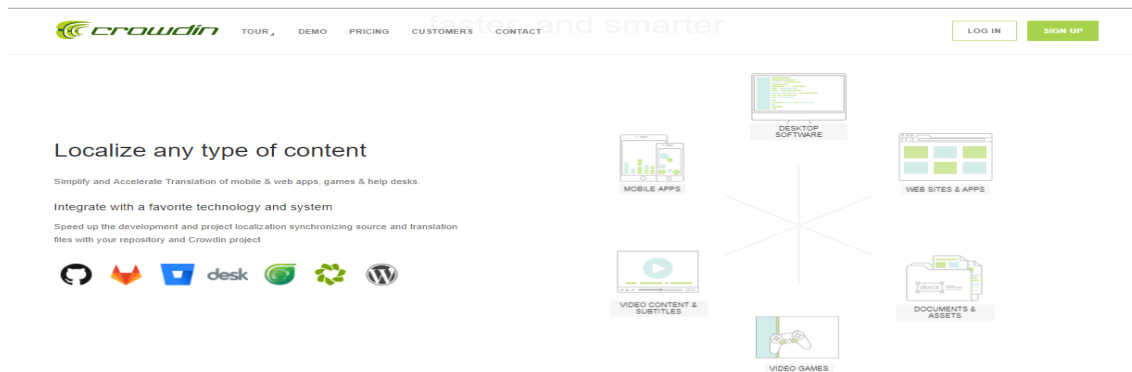 faster, and smarter
crowdin TOUR DEMO PRICING CUSTOMERS CONTACT LOG IN SIGN UP
Localize any type of content
Simplify and Accelerate Translation of mobile & web apps, games & help desks.
Integrate with a favorite technology and system
Speed up the development and project localization synchronizing source and translation
files with your repository and Crowdin project
desk
DESKTOP
SOFTWARE
MOBILE APPS
WEB SITES & APPS
VIDEO CONTENT &
SUBTITLES
docs
DOCUMENTS &
ASSETS
VIDEO GAMES